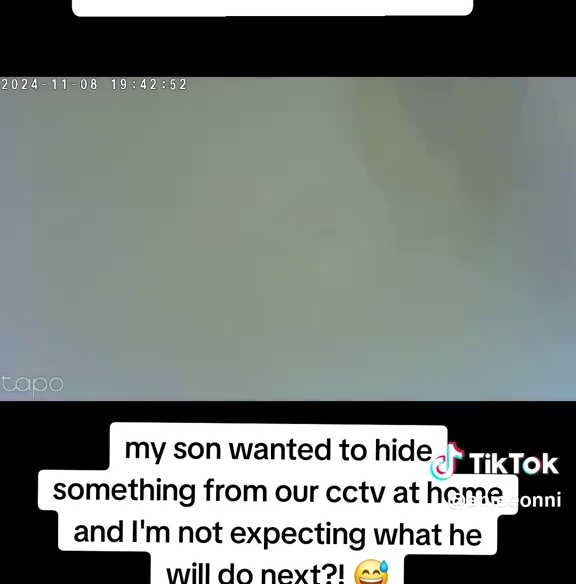 2024-11-08 19:42:52
tapo
my son wanted to hide
TikTok
something from our cctv at home
and I'm not expecting what he
will do next?! 😅